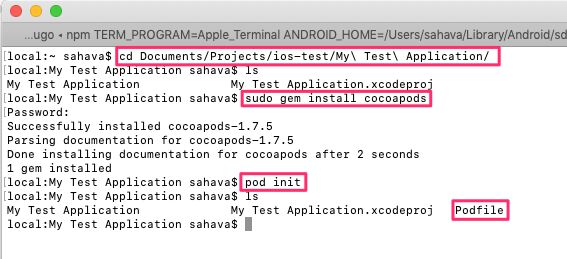 ...ugo ◂ npm TERM_PROGRAM=Apple_Terminal ANDROID_HOME=/Users/sahava/Library/Android/sd
[local:~ sahava$ cd Documents/Projects/ios-test/My\ Test\ Application/
[local:My Test Application sahava$ ls
My Test Application My Test Application.xcodeproj
[local:My Test Application sahava$ sudo gem install cocoapods
[Password:
Successfully installed cocoapods-1.7.5
Parsing documentation for cocoapods-1.7.5
Done installing documentation for cocoapods after 2 seconds
1 gem installed
[local:My Test Application sahava$ pod init
[local:My Test Application sahava$ ls
My Test Application My Test Application.xcodeproj Podfile
local:My Test Application sahava$